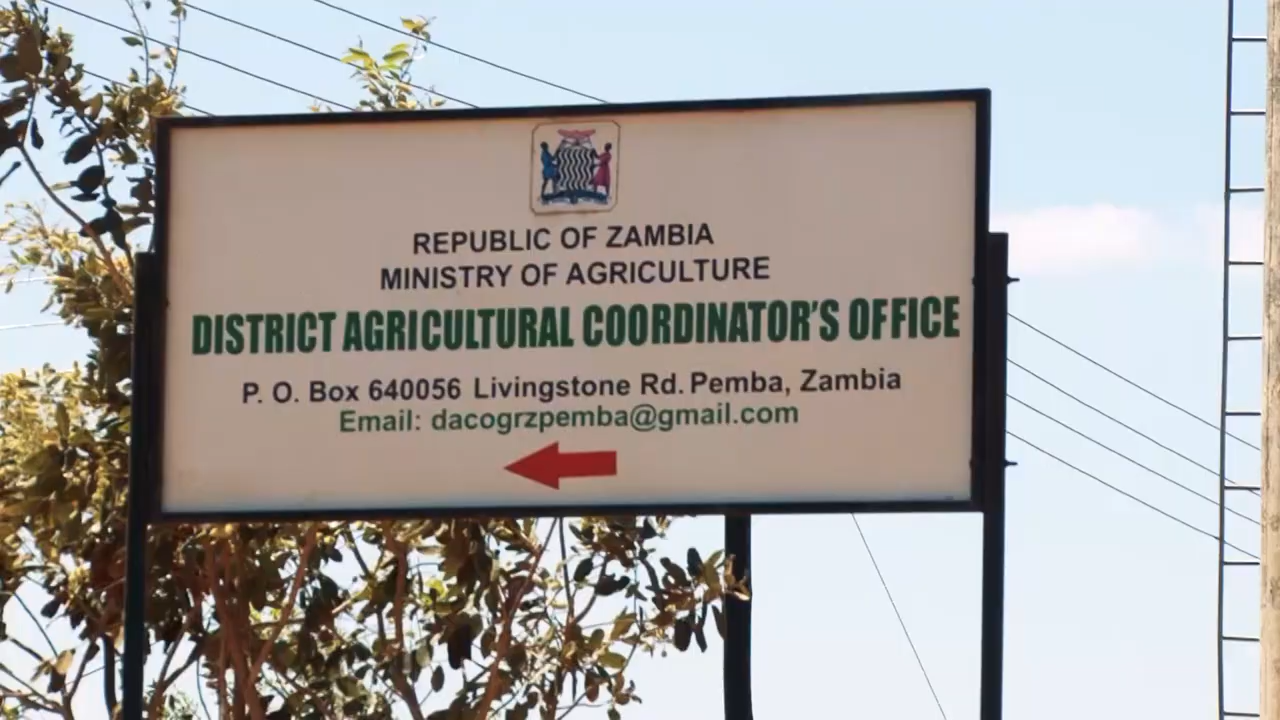 REPUBLIC OF ZAMBIA
MINISTRY OF AGRICULTURE
DISTRICT AGRICULTURAL COORDINATOR'S OFFICE
P. O. Box 640056 Livingstone Rd. Pemba, Zambia
Email: dacogrzpemba@gmail.com